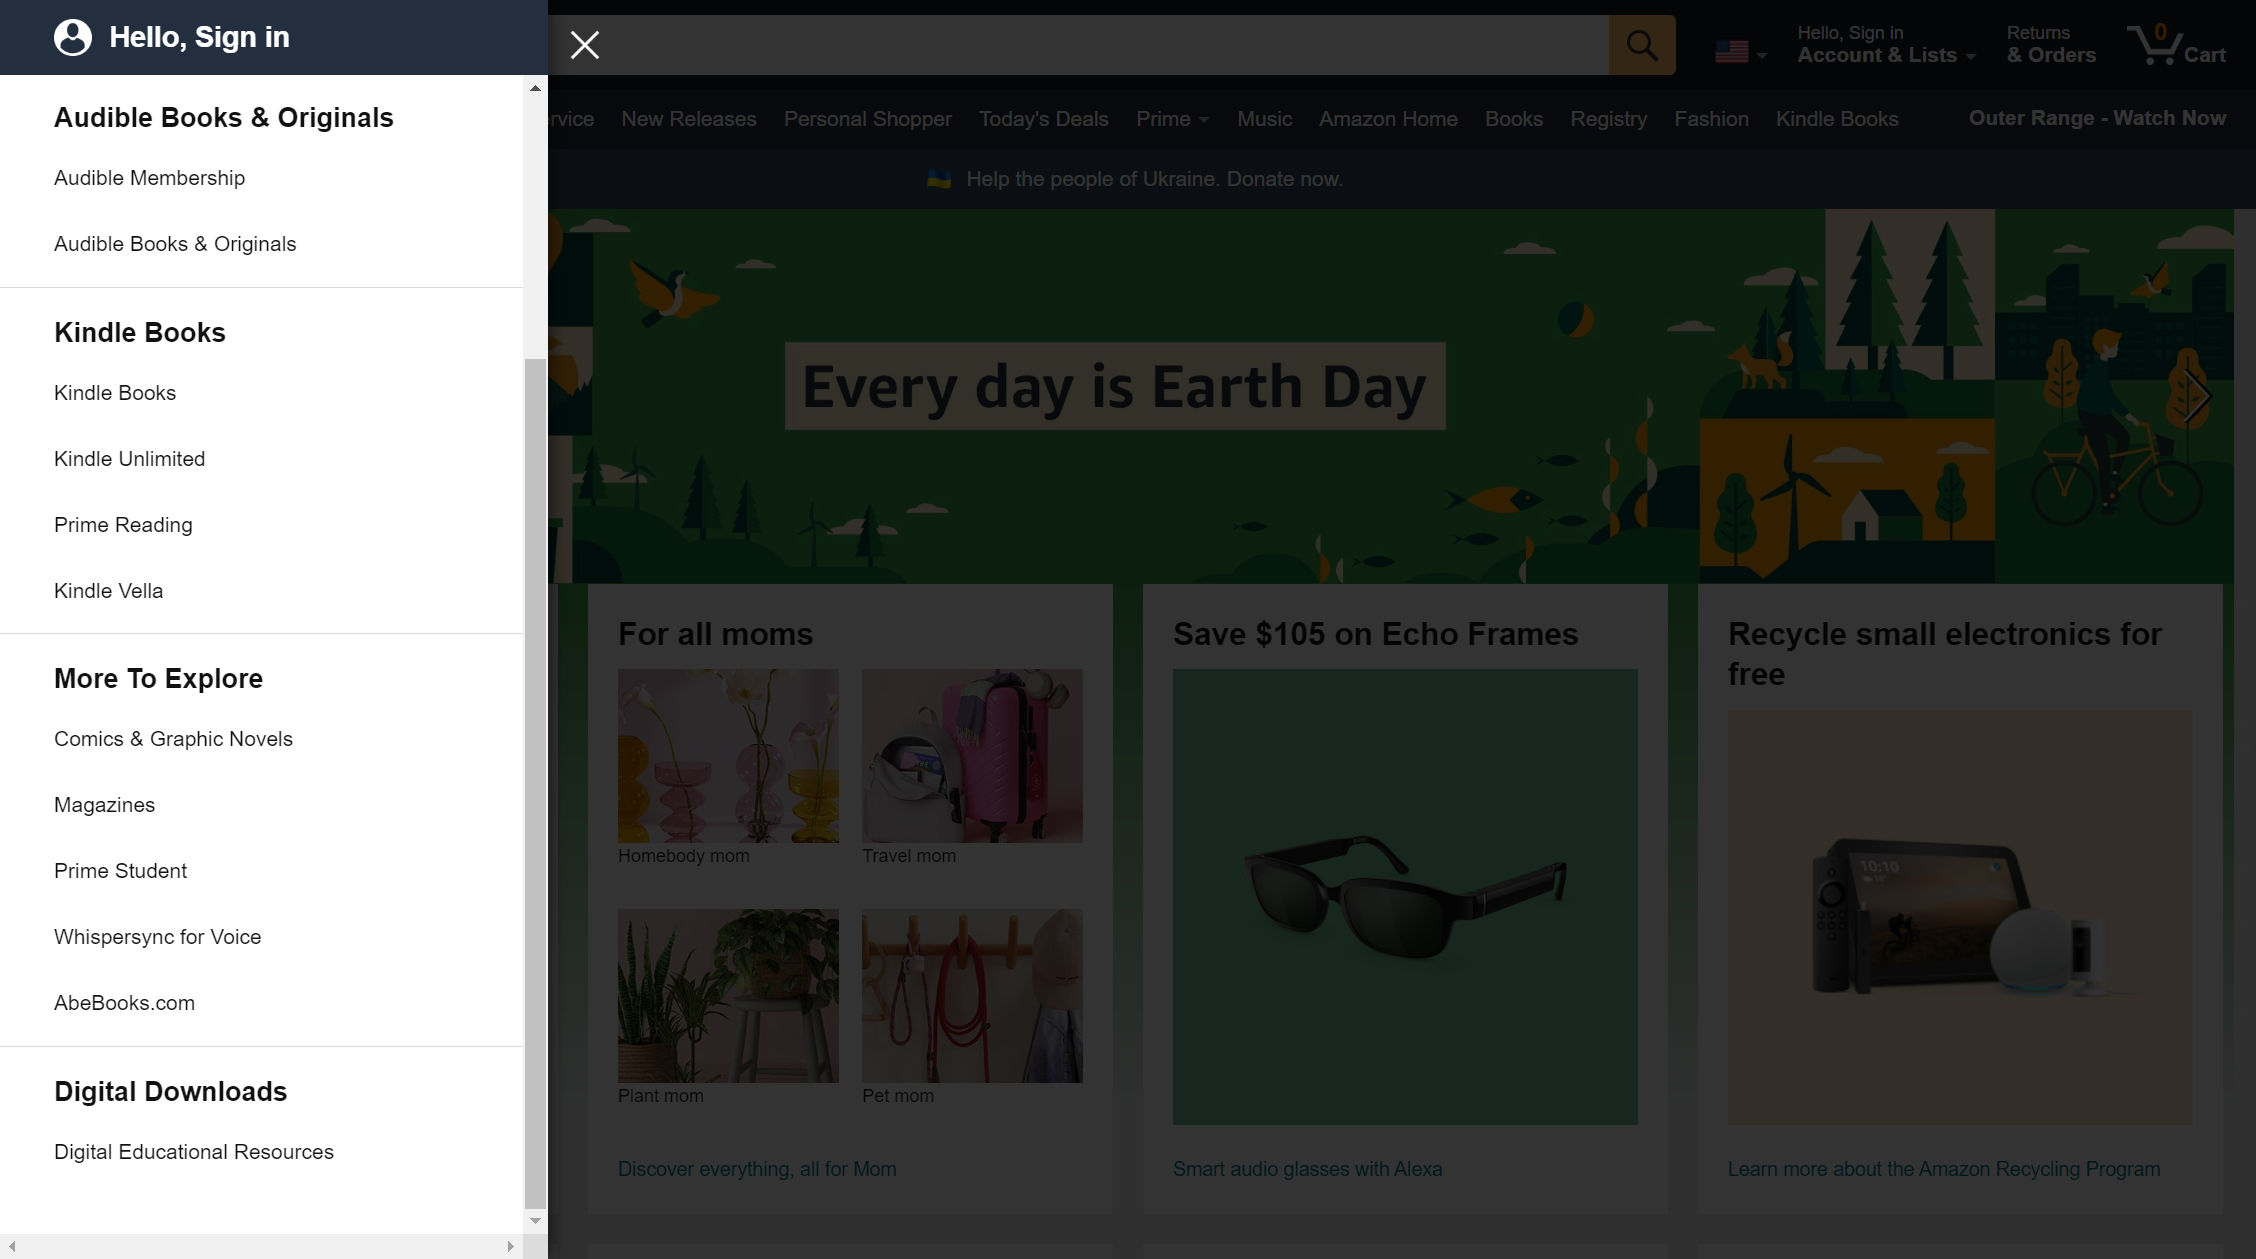 Hello, Sign in
Audible Books & Originals
Audible Membership
Audible Books & Originals
Kindle Books
Kindle Books
Kindle Unlimited
Prime Reading
Kindle Vella
More To Explore
Comics & Graphic Novels
Magazines
Prime Student
Whispersync for Voice
AbeBooks.com
Digital Downloads
Digital Educational Resources
Hello, Sign in
Account & Lists
Returns
& Orders
0
Cart
New Releases
Personal Shopper
Today's Deals
Prime
Music
Amazon Home
Books
Registry
Fashion
Kindle Books
Outer Range - Watch Now
Help the people of Ukraine. Donate now.
Every day is Earth Day
For all moms
Homebody mom
Travel mom
Plant mom
Pet mom
Discover everything, all for Mom
Save $105 on Echo Frames
Smart audio glasses with Alexa
Recycle small electronics for
free
10:10
Learn more about the Amazon Recycling Program